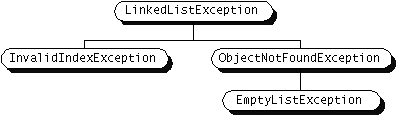 LinkedListException
InvalidIndexException
ObjectNotFoundException
EmptyListException